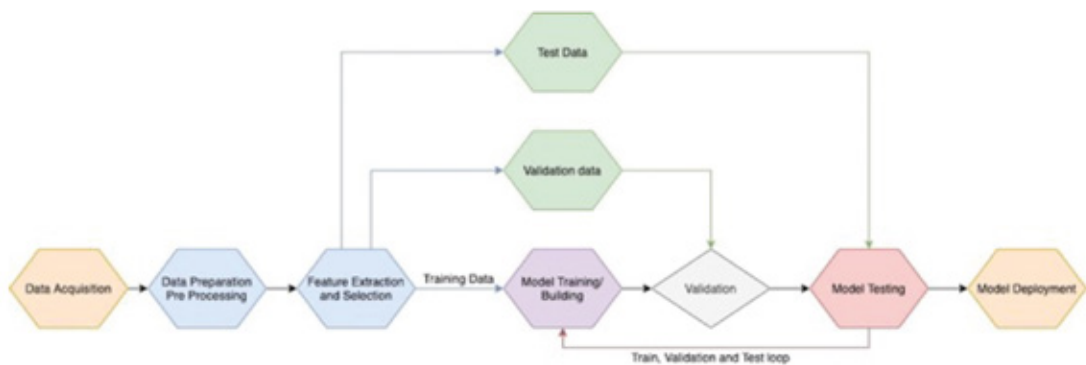 Test Data
Validation data
Data Acquisition
Data Preparation
Pre Processing
Feature Extraction
and Selection
Training Data
Model Training/
Building
Validation
Model Testing
Model Deployment
Train, Validation and Test loop